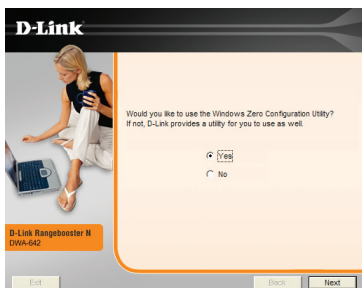 D-Link
Would you like to use the Windows Zero Configuration Utility?
If not, D-Link provides a utility for you to use as well.
Yes
No
D-Link Rangebooster N
DWA-642
Exit
Back
Next